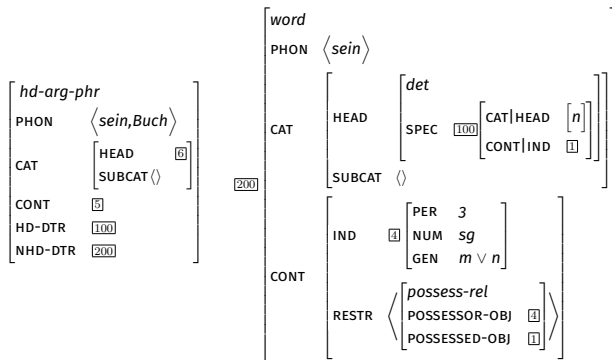 hd-arg-phr
PHON ⟨sein,Buch⟩
CAT [HEAD 6
SUBCAT⟨⟩]
CONT 5
HD-DTR 100
NHD-DTR 200
200
word
PHON ⟨sein⟩
CAT
HEAD
det
SPEC 100 [CAT|HEAD [n]
CONT|IND 1]
SUBCAT ⟨⟩
CONT
IND 4
PER 3
NUM sg
GEN m ∨ n
RESTR
possess-rel
POSSESSOR-OBJ 4
POSSESSED-OBJ 1